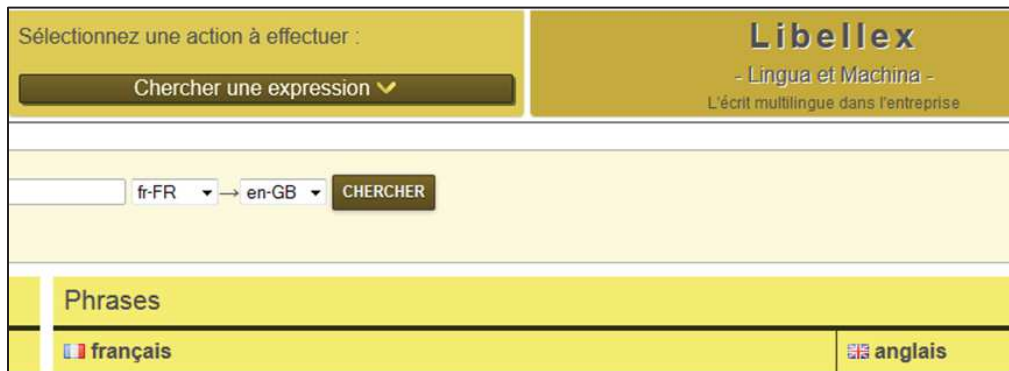 Sélectionnez une action à effectuer :
Chercher une expression
Libellex
- Lingua et Machina -
L'écrit multilingue dans l'entreprise
fr-FR → en-GB CHERCHER
Phrases
français anglais